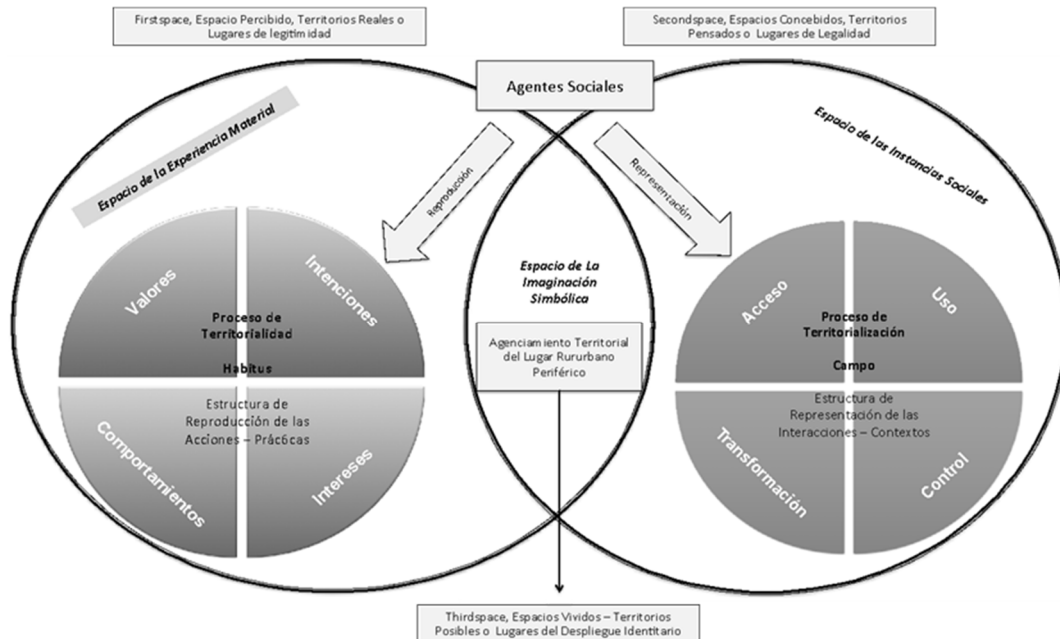 Firstspace, Espacio Percibido, Territorios Reales o
Lugares de legitimidad
Secondspace, Espacios Concebidos, Territorios
Pensados o Lugares de Legalidad
Agentes Sociales
Espacio de la Experiencia Material
Reproducción
Representación
Espacio de las Instancias Sociales
Valores
Intenciones
Proceso de
Territorialidad
Habitus
Estructura de
Reproducción de las
Acciones – Prác6cas
Comportamientos
Intereses
Espacio de La
Imaginación
Simbólica
Agenciamiento Territorial
del Lugar Rururbano
Periférico
Acceso
Uso
Proceso de
Territorialización
Campo
Estructura de
Representación de las
Interacciones – Contextos
Transformación
Control
Thirdspace, Espacios Vividos – Territorios
Posibles o Lugares del Despliegue Identitario